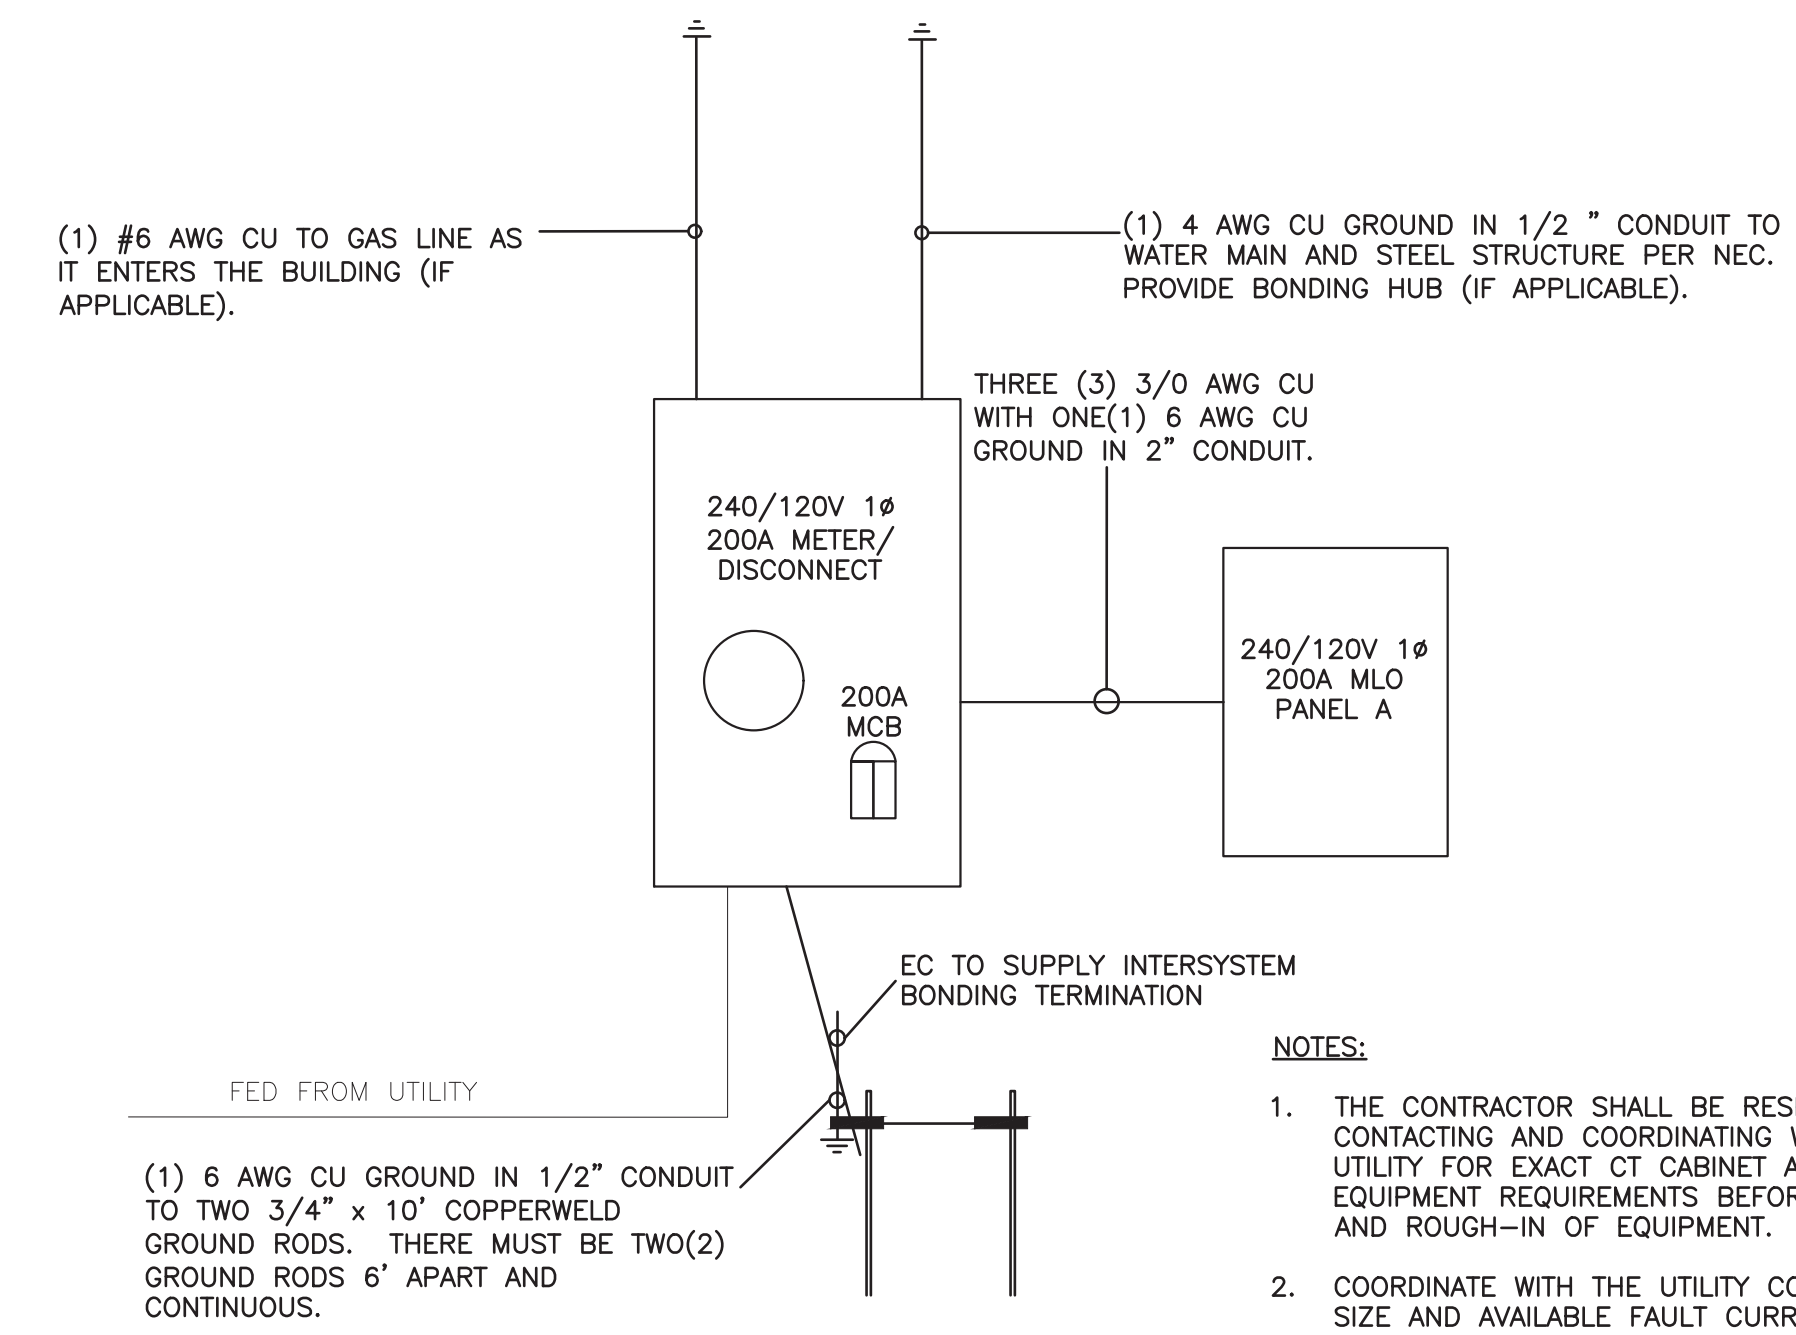 (1) #6 AWG CU TO GAS LINE AS
IT ENTERS THE BUILDING (IF
APPLICABLE).
(1) 4 AWG CU GROUND IN 1/2 " CONDUIT TO
WATER MAIN AND STEEL STRUCTURE PER NEC.
PROVIDE BONDING HUB (IF APPLICABLE).
THREE (3) 3/0 AWG CU
WITH ONE(1) 6 AWG CU
GROUND IN 2" CONDUIT.
240/120V 1ø
200A METER/
DISCONNECT
200A
MCB
240/120V 1ø
200A MLO
PANEL A
EC TO SUPPLY INTERSYSTEM
BONDING TERMINATION
FED FROM UTILITY
(1) 6 AWG CU GROUND IN 1/2" CONDUIT
TO TWO 3/4" x 10' COPPERWELD
GROUND RODS. THERE MUST BE TWO(2)
GROUND RODS 6' APART AND
CONTINUOUS.
NOTES:
1. THE CONTRACTOR SHALL BE
CONTACTING AND COORDINATING
UTILITY FOR EXACT CT CABINET
EQUIPMENT REQUIREMENTS
AND ROUGH-IN OF EQUIPMENT.
2. COORDINATE WITH THE UTILITY
SIZE AND AVAILABLE FAULT